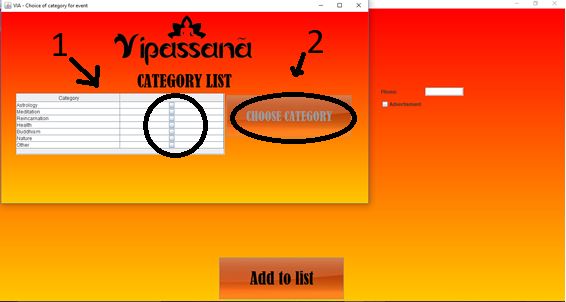 VIA - Choice of category for event
1
Vipassanā
2
CATEGORY LIST
Category
Astrology
Meditation
Reincarnation
Health
Buddhism
Nature
Other
CHOOSE CATEGORY
Phone:
Advertisement
Add to list